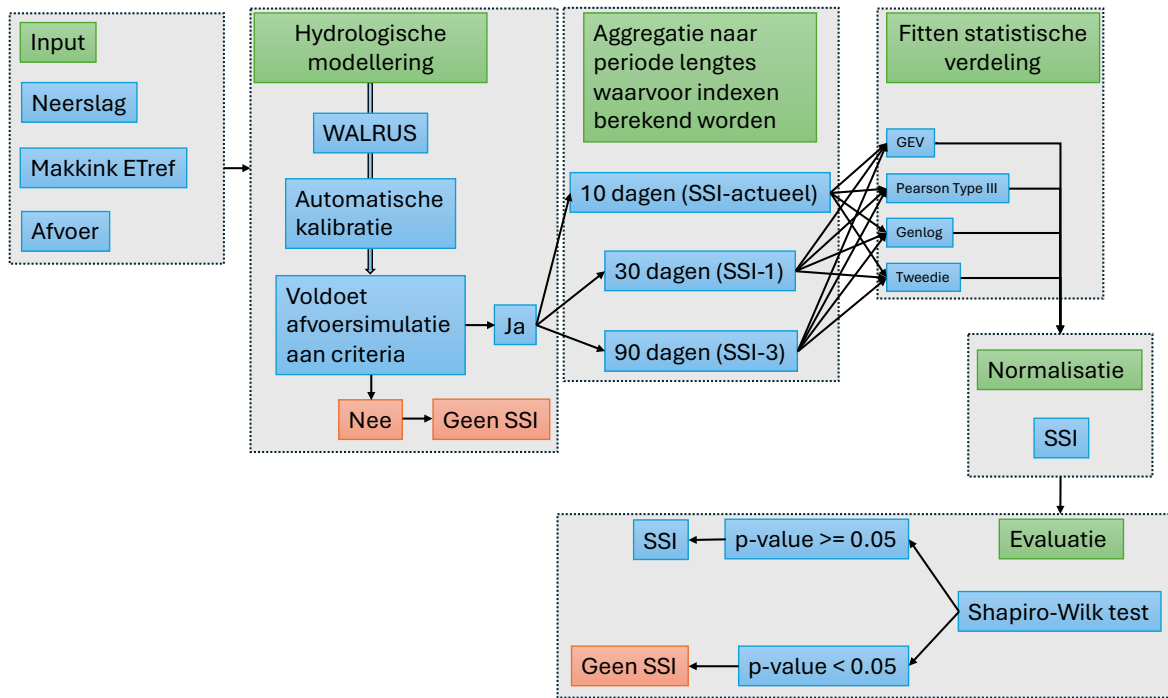 Input
Neerslag
Makkink ETref
Afvoer
Hydrologische
modellering
WALRUS
Automatische
kalibratie
Voldoet
afvoersimulatie
aan criteria
Ja
Nee
Geen SSI
Aggregatie naar
periode lengtes
waarvoor indexen
berekend worden
10 dagen (SSI-actueel)
30 dagen (SSI-1)
90 dagen (SSI-3)
Fitten statistische
verdeling
GEV
Pearson Type III
Genlog
Tweedie
Normalisatie
SSI
Evaluatie
Shapiro-Wilk test
p-value >= 0.05
SSI
p-value < 0.05
Geen SSI